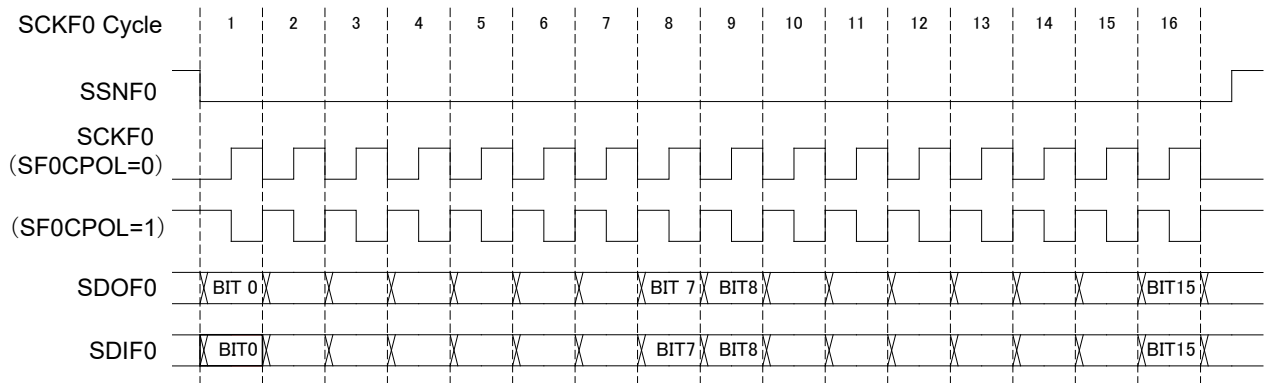 SCKF0 Cycle 1 2 3 4 5 6 7 8 9 10 11 12 13 14 15 16
SSNF0
SCKF0
（SF0CPOL=0）
（SF0CPOL=1）
SDOF0 BIT 0 BIT 7 BIT8 BIT15
SDIF0 BIT0 BIT7 BIT8 BIT15